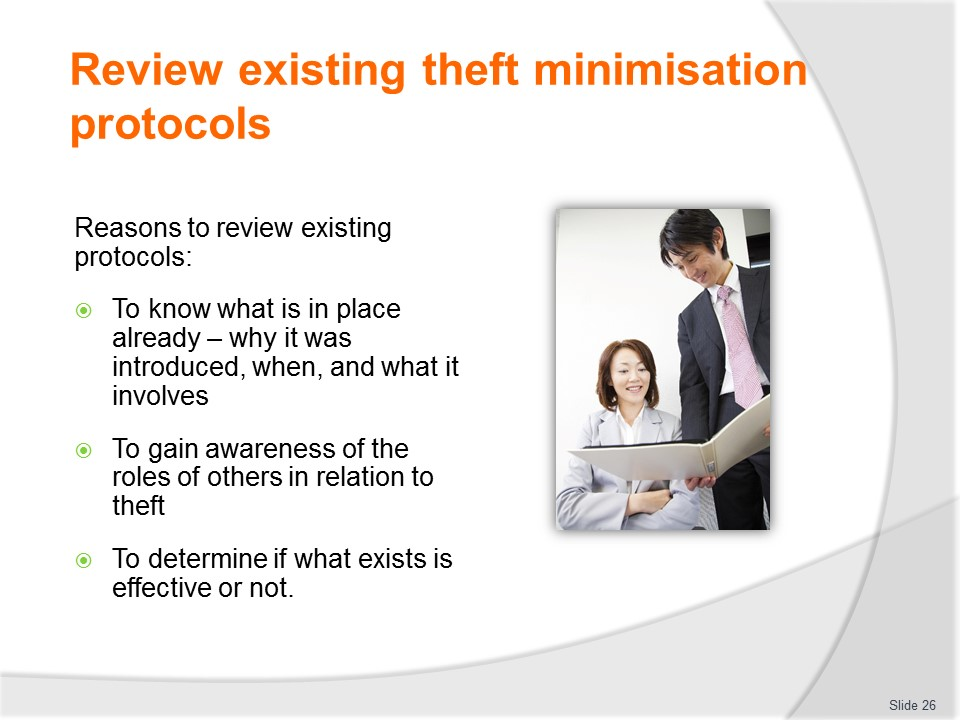 Review existing theft minimisation
protocols
Reasons to review existing
protocols:
To know what is in place
already – why it was
introduced, when, and what it
involves
To gain awareness of the
roles of others in relation to
theft
To determine if what exists is
effective or not.
Slide 26